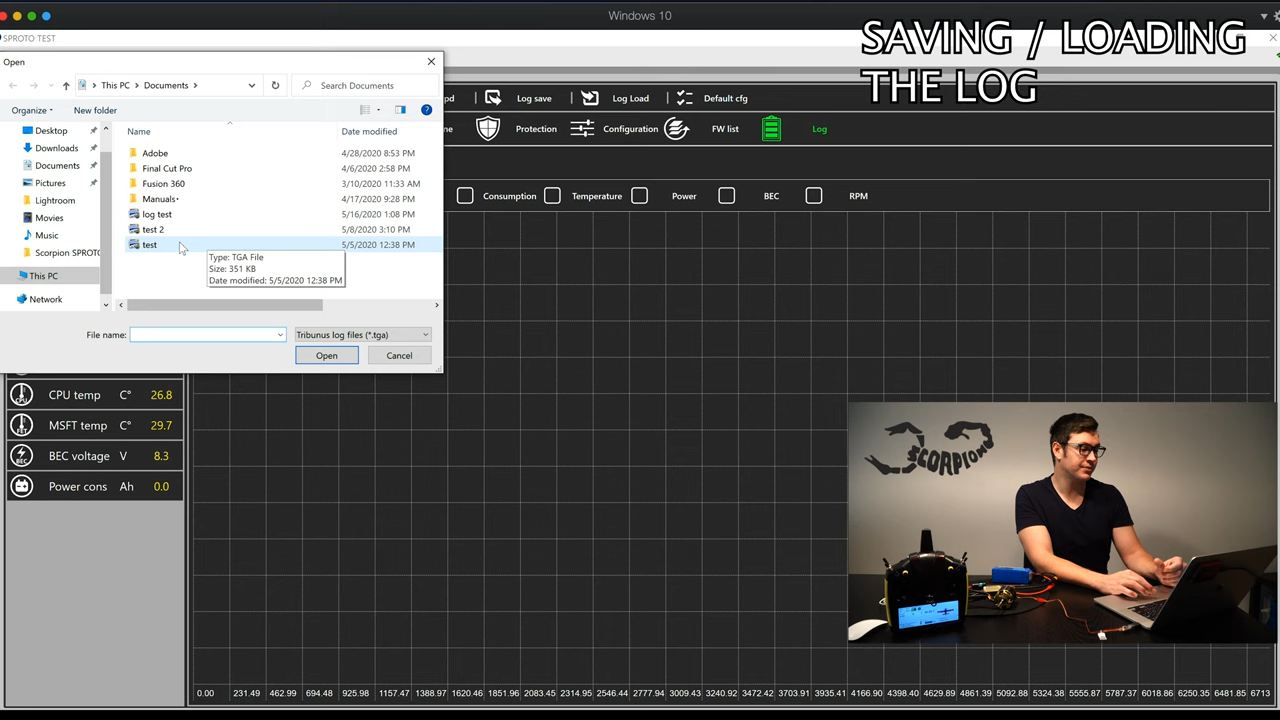 Windows 10
SAVING / LOADING
THE LOG
SPROTO TEST
Open
This PC
Documents
Search Documents
Organize
New folder
Log save
Log Load
Default cfg
Protection
Configuration
FW list
Log
Name
Date modified
Desktop
Downloads
Documents
Pictures
Lightroom
Movies
Music
Scorpion SPROTO
This PC
Network
Adobe 4/28/2020 8:53 PM
Final Cut Pro 4/6/2020 2:58 PM
Fusion 360 3/10/2020 11:33 AM
Manuals 4/17/2020 9:28 PM
log test 5/16/2020 1:08 PM
test 2 5/8/2020 3:10 PM
test 5/5/2020 12:38 PM
Type: TGA File
Size: 351 KB
Date modified: 5/5/2020 12:38 PM
File name:
Tribunus log files (*.tga)
Open
Cancel
Consumption
Temperature
Power
BEC
RPM
CPU temp C° 26.8
MSFT temp C° 29.7
BEC voltage V 8.3
Power cons Ah 0.0
SCORPION
0.00 231.49 462.99 694.48 925.98 1157.47 1388.97 1620.46 1851.96 2083.45 2314.95 2546.44 2777.94 3009.43 3240.92 3472.42 3703.91 3935.41 4166.90 4398.40 4629.89 4861.39 5092.88 5324.38 5555.87 5787.37 6018.86 6250.35 6481.85 6713